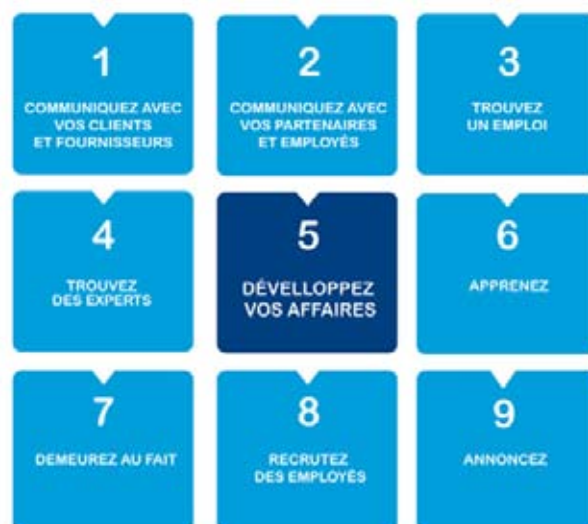 1
COMMUNIQUEZ AVEC
VOS CLIENTS
ET FOURNISSEURS
2
COMMUNIQUEZ AVEC
VOS PARTENAIRES
ET EMPLOYÉS
3
TROUVEZ
UN EMPLOI
4
TROUVEZ
DES EXPERTS
5
DÉVELLOPPEZ
VOS AFFAIRES
6
APPRENEZ
7
DEMEUREZ AU FAIT
8
RECRUTEZ
DES EMPLOYÉS
9
ANNONCEZ